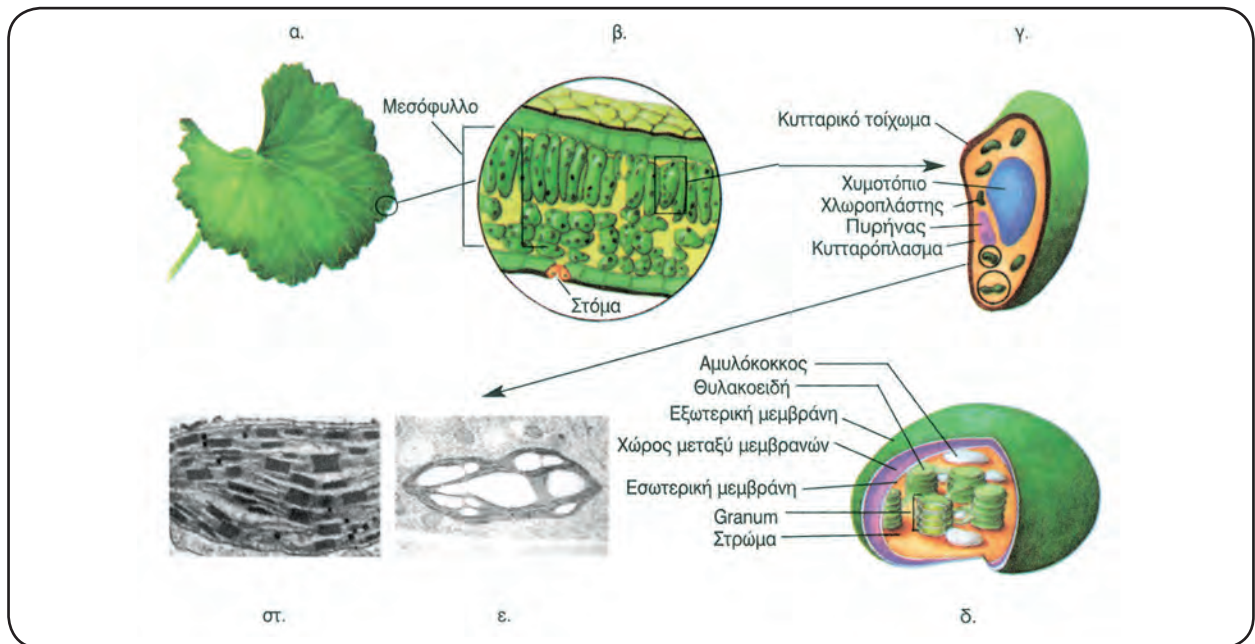 α.
β.
γ.
Μεσόφυλλο
Στόμα
Κυτταρικό τοίχωμα
Χυμοτόπιο
Χλωροπλάστης
Πυρήνας
Κυτταρόπλασμα
Αμυλόκοκκος
Θυλακοειδή
Εξωτερική μεμβράνη
Χώρος μεταξύ μεμβρανών
Εσωτερική μεμβράνη
Granum
Στρώμα
στ.
ε.
δ.